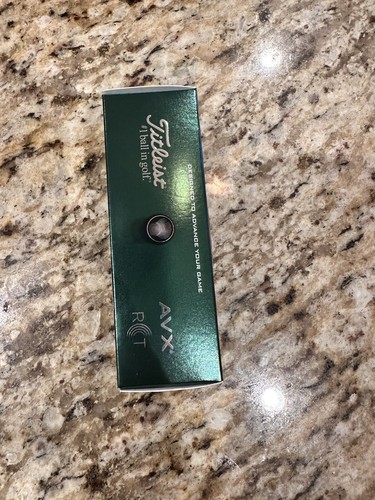 Titleist
#1 ball in golf.
DESIGNED TO ADVANCE YOUR GAME
AVX
RCT